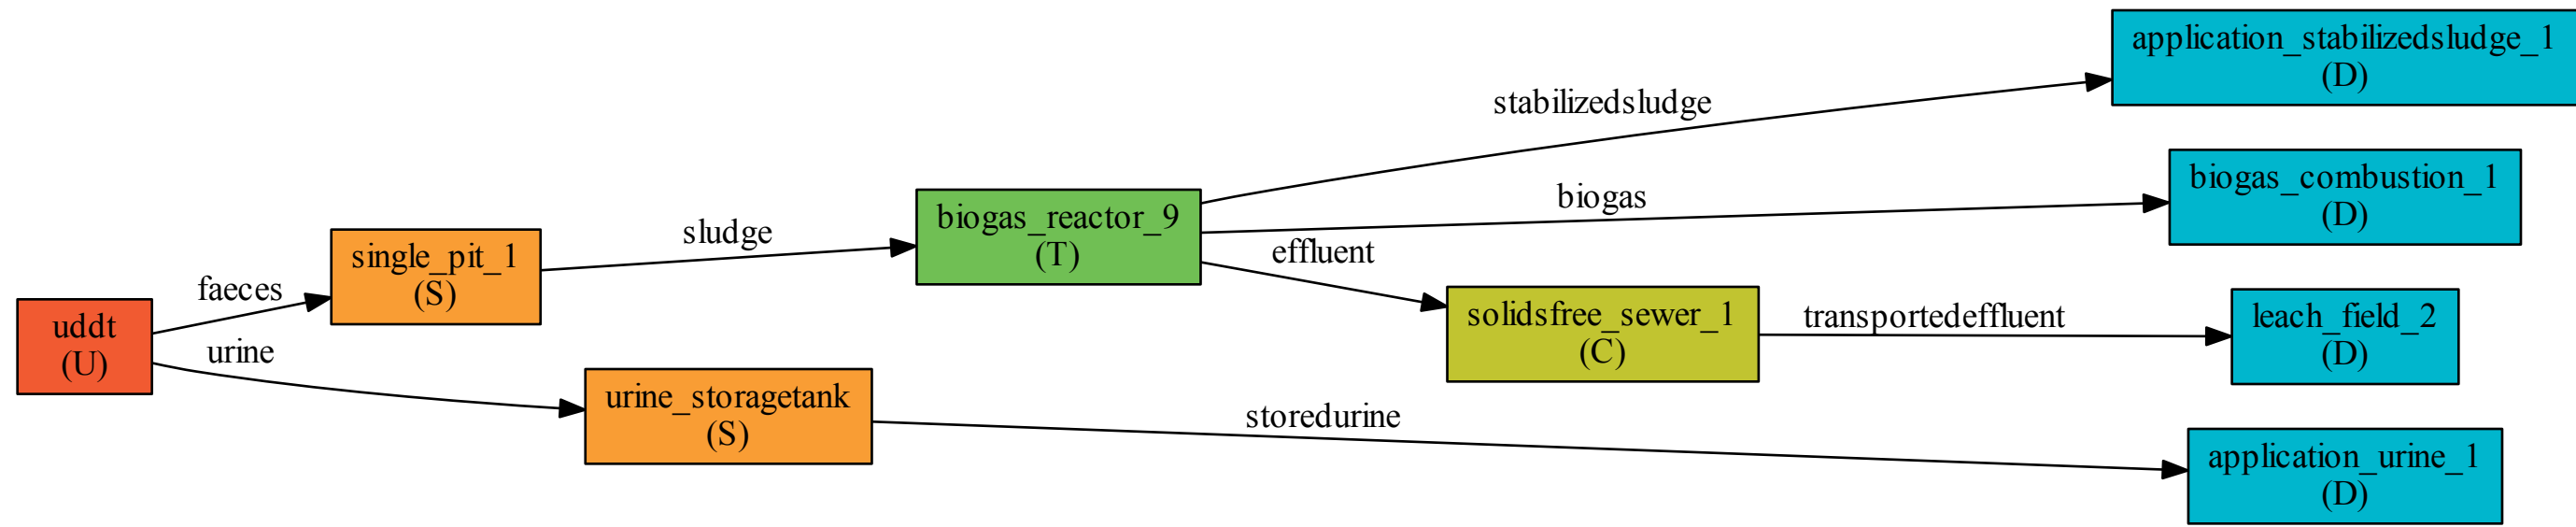 uddt
(U)
faeces
urine
single_pit_1
(S)
sludge
urine_storagetank
(S)
storedurine
biogas_reactor_9
(T)
stabilizedsludge
biogas
effluent
solidsfree_sewer_1
(C)
transportedeffluent
application_stabilizedsludge_1
(D)
biogas_combustion_1
(D)
leach_field_2
(D)
application_urine_1
(D)